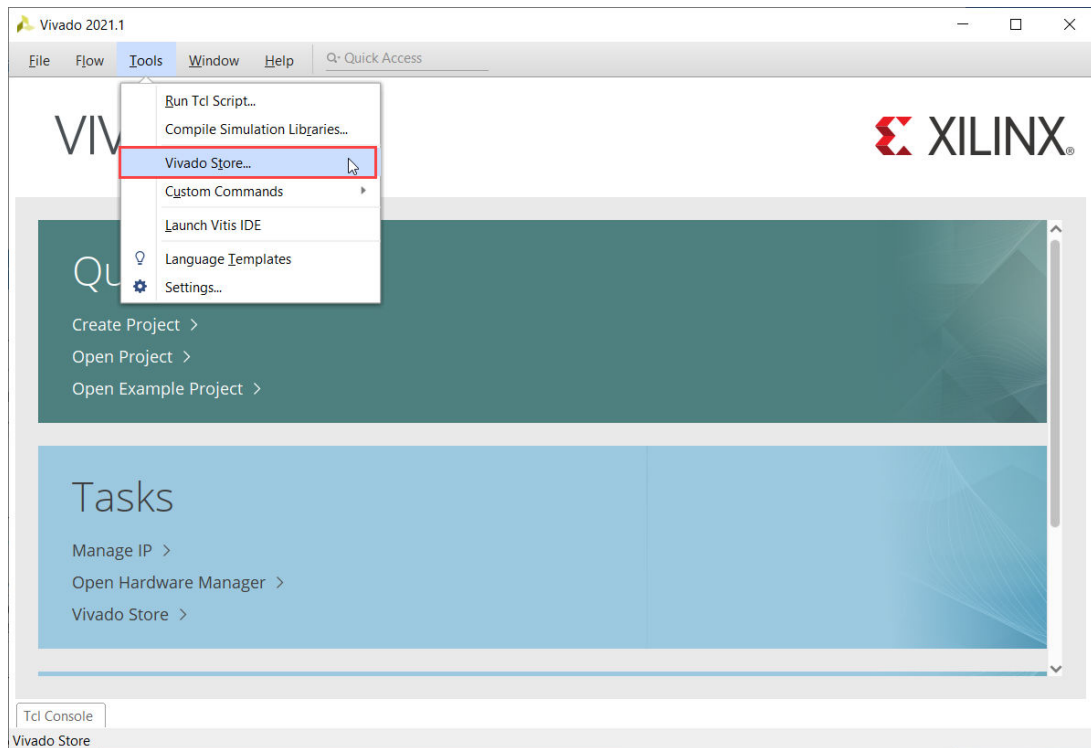 Vivado 2021.1
File Flow Tools Window Help Quick Access
Run Tcl Script...
Compile Simulation Libraries...
Vivado Store...
Custom Commands
Launch Vitis IDE
Language Templates
Settings...
VIV
XILINX®
Qu
Create Project >
Open Project >
Open Example Project >
Tasks
Manage IP >
Open Hardware Manager >
Vivado Store >
Tcl Console
Vivado Store